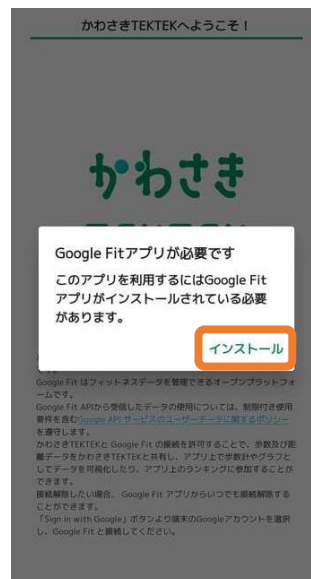 かわさきTEKTEKへようこそ！
かわさき
Google Fitアプリが必要です
このアプリを利用するにはGoogle Fit
アプリがインストールされている必要
があります。
インストール
です。
Google Fit はフィットネスデータを管理できるオープンプラットフォ
ームです。
Google Fit APIから受信したデータの使用については、制限付き使用
要件を含むGoogle API サービスのユーザーデータに関するポリシー
を遵守します。
かわさきTEKTEKと Google Fit の接続を許可することで、歩数及び距
離データをかわさきTEKTEKと共有し、アプリ上で歩数計やグラフと
してデータを可視化したり、アプリ上のランキングに参加することが
できます。
接続解除したい場合、 Google Fit アプリからいつでも接続解除する
ことができます。
「Sign in with Google」ボタンより端末のGoogleアカウントを選択
し、Google Fit と接続してください。